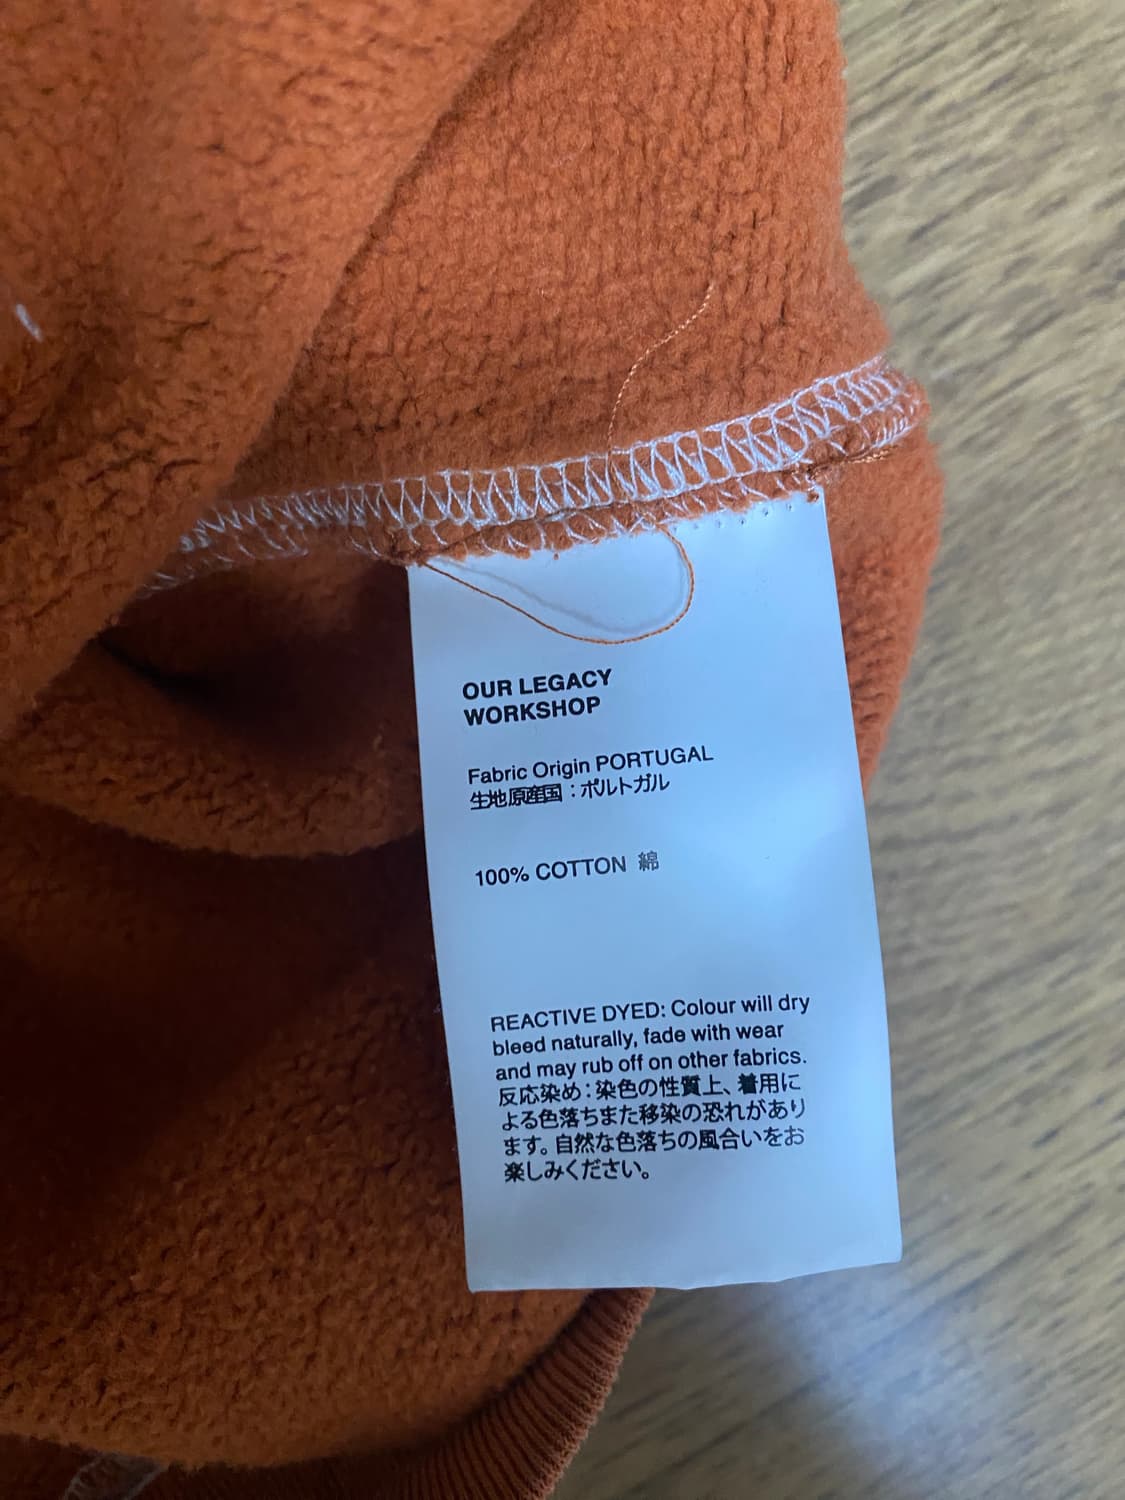 OUR LEGACY
WORKSHOP
Fabric Origin PORTUGAL
生地原産国：ポルトガル
100% COTTON 綿
REACTIVE DYED: Colour will dry
bleed naturally, fade with wear
and may rub off on other fabrics.
反応染め：染色の性質上、着用に
よる色落ちまた移染の恐れがあり
ます。自然な色落ちの風合いをお
楽しみください。